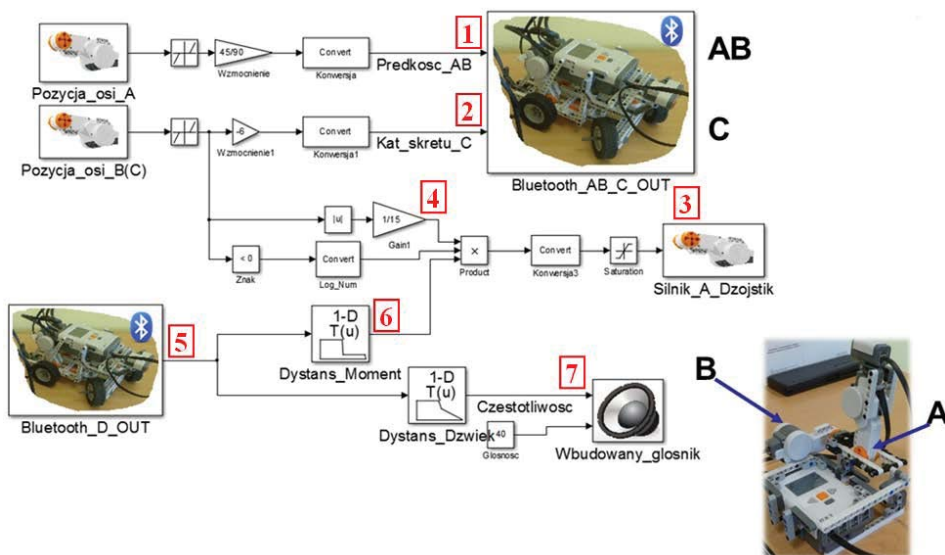 1
AB
45/90
Convert
Pozycja_osi_A
Wzmocnienie
Konwersja
Predkosc_AB
2
C
-6
Convert
Pozycja_osi_B(C)
Wzmocnienie1
Konwersja1
Kat_skretu_C
Bluetooth_AB_C_OUT
4
3
|u|
1/15
Gain1
< 0
Convert
×
Convert
Znak
Log_Num
Product
Konwersja3
Saturation
Silnik_A_Dzojstik
5
1-D
T(u)
6
Dystans_Moment
1-D
T(u)
7
Czestotliwosc
Dystans_Dzwiek
40
Glosnosc
Wbudowany_glosnik
Bluetooth_D_OUT
B
A